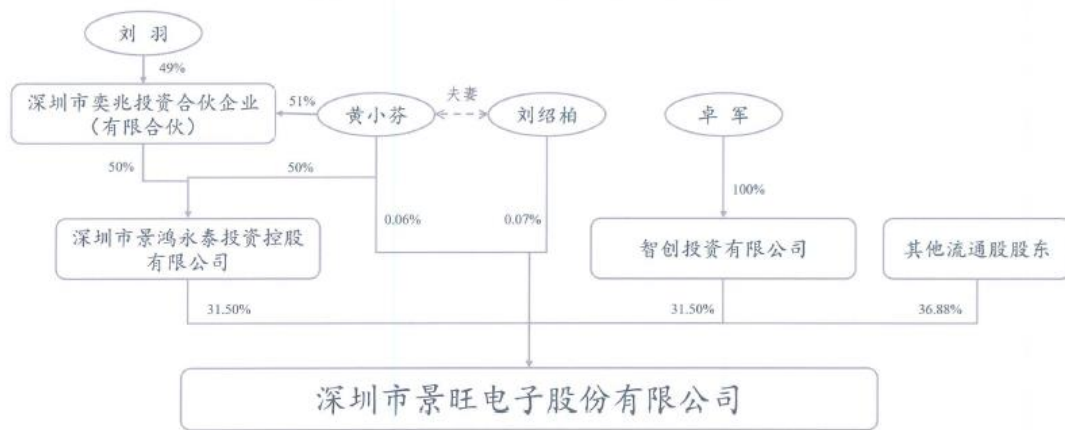 刘 羽
49%
深圳市奕兆投资合伙企业
（有限合伙）
51%
黄小芬
夫妻
刘绍柏
卓 军
50%
50%
100%
0.06%
0.07%
深圳市景鸿永泰投资控股
有限公司
智创投资有限公司
其他流通股股东
31.50%
31.50%
36.88%
深圳市景旺电子股份有限公司